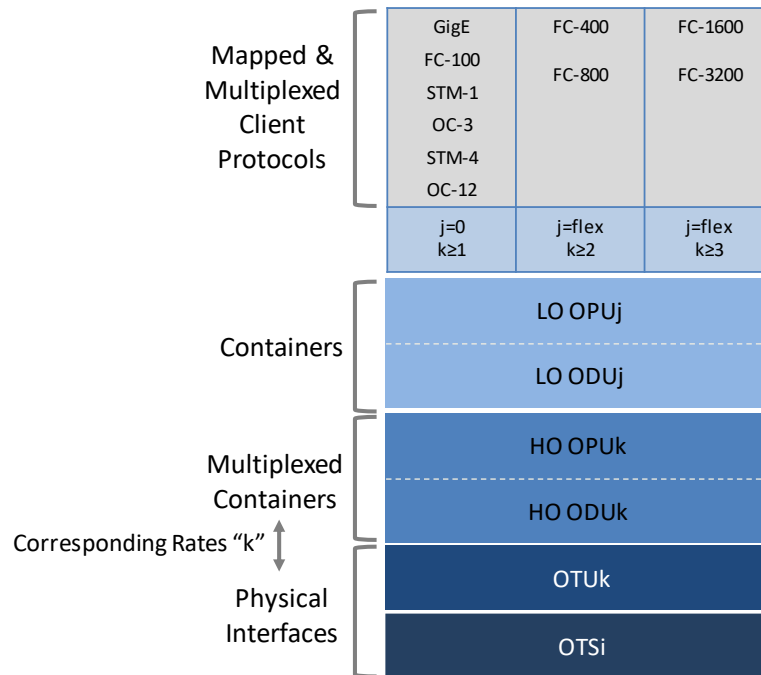 Mapped &
Multiplexed
Client
Protocols
GigE
FC-100
STM-1
OC-3
STM-4
OC-12
j=0
k≥1
FC-400
FC-800
j=flex
k≥2
FC-1600
FC-3200
j=flex
k≥3
Containers
LO OPUj
LO ODUj
Multiplexed
Containers
HO OPUk
HO ODUk
Corresponding Rates “k”
Physical
Interfaces
OTUk
OTSi